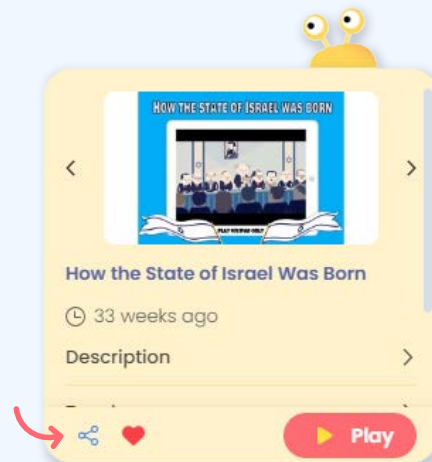 HOW THE STATE OF ISRAEL WAS BORN
How the State of Israel Was Born
33 weeks ago
Description
Play